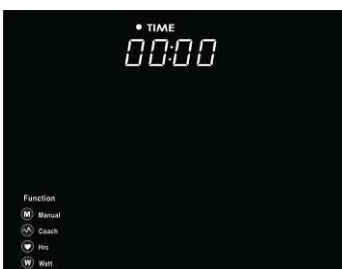 • TIME
00:00
Function
M Manual
Coach
Hrc
W Watt